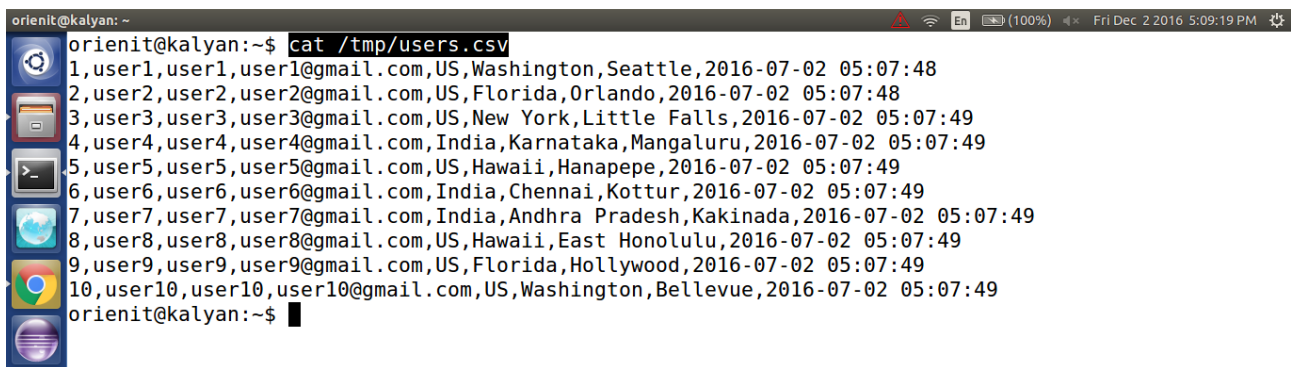 orienit@kalyan: ~ En (100%) Fri Dec 2 2016 5:09:19 PM
orienit@kalyan:~$ cat /tmp/users.csv
1,user1,user1,user1@gmail.com,US,Washington,Seattle,2016-07-02 05:07:48
2,user2,user2,user2@gmail.com,US,Florida,Orlando,2016-07-02 05:07:48
3,user3,user3,user3@gmail.com,US,New York,Little Falls,2016-07-02 05:07:49
4,user4,user4,user4@gmail.com,India,Karnataka,Mangaluru,2016-07-02 05:07:49
5,user5,user5,user5@gmail.com,US,Hawaii,Hanapepe,2016-07-02 05:07:49
6,user6,user6,user6@gmail.com,India,Chennai,Kottur,2016-07-02 05:07:49
7,user7,user7,user7@gmail.com,India,Andhra Pradesh,Kakinada,2016-07-02 05:07:49
8,user8,user8,user8@gmail.com,US,Hawaii,East Honolulu,2016-07-02 05:07:49
9,user9,user9,user9@gmail.com,US,Florida,Hollywood,2016-07-02 05:07:49
10,user10,user10,user10@gmail.com,US,Washington,Bellevue,2016-07-02 05:07:49
orienit@kalyan:~$